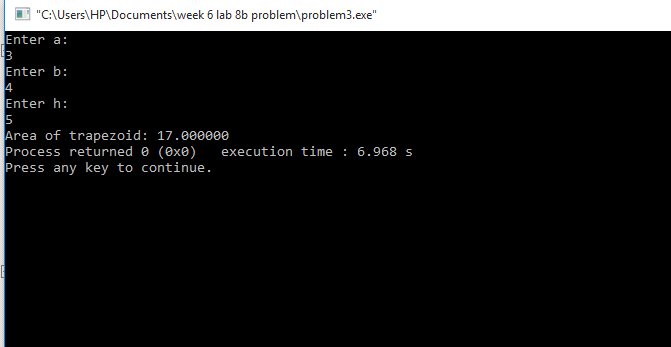 "C:\Users\HP\Documents\week 6 lab 8b problem\problem3.exe"
Enter a:
3
Enter b:
4
Enter h:
5
Area of trapezoid: 17.000000
Process returned 0 (0x0)   execution time : 6.968 s
Press any key to continue.